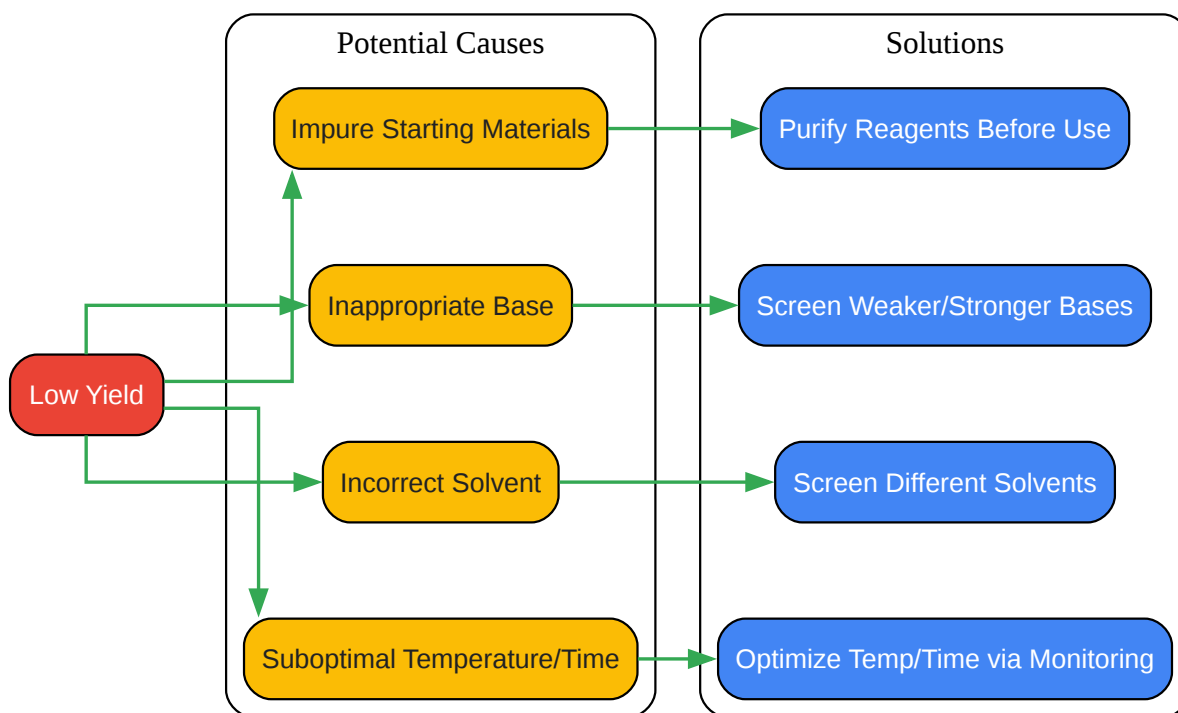 Potential Causes
Solutions
Impure Starting Materials
Purify Reagents Before Use
Inappropriate Base
Screen Weaker/Stronger Bases
Low Yield
Incorrect Solvent
Screen Different Solvents
Suboptimal Temperature/Time
Optimize Temp/Time via Monitoring